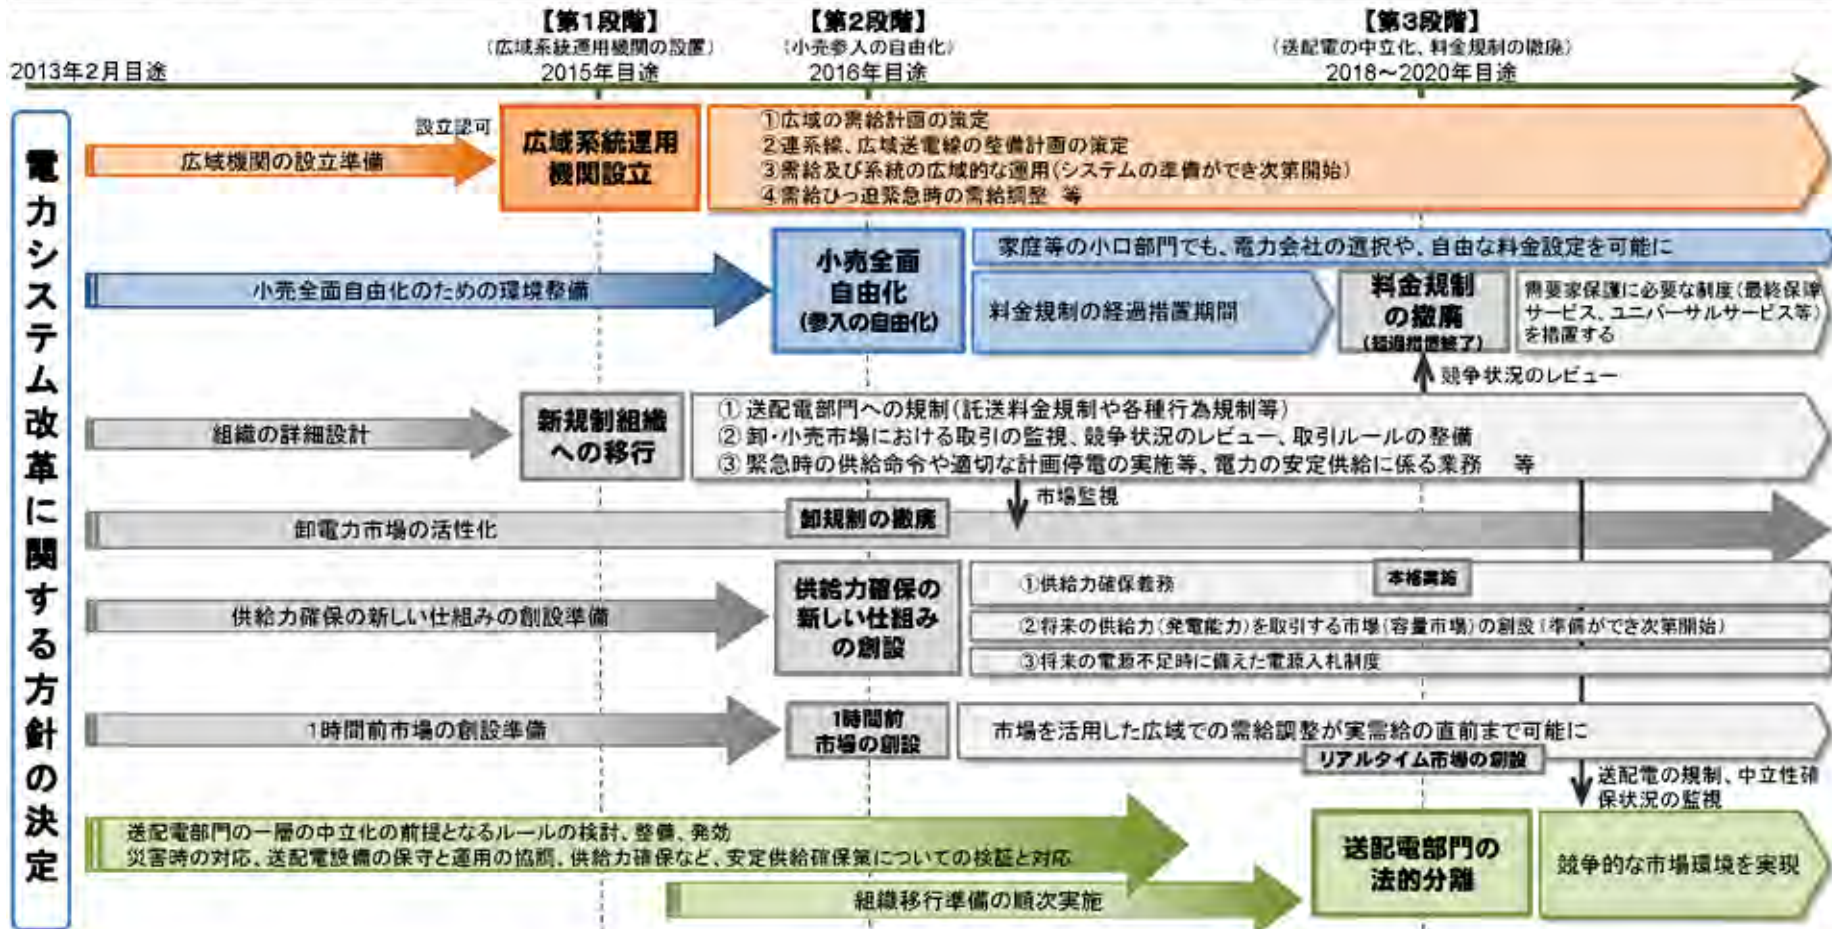 【第1段階】
(広域系統運用機関の設置)
2015年目途
【第2段階】
(小売参入の自由化)
2016年目途
【第3段階】
(送配電の中立化、料金規制の撤廃)
2018～2020年目途
2013年2月目途
電力システム改革に関する方針の決定
広域機関の設立準備
設立認可
広域系統運用
機関設立
①広域の需給計画の策定
②連系線、広域送電線の整備計画の策定
③需給及び系統の広域的な運用(システムの準備ができ次第開始)
④需給ひっ迫緊急時の需給調整 等
小売全面自由化のための環境整備
小売全面
自由化
(参入の自由化)
家庭等の小口部門でも、電力会社の選択や、自由な料金設定を可能に
料金規制の経過措置期間
料金規制
の撤廃
(経過措置終了)
需要家保護に必要な制度(最終保障
サービス、ユニバーサルサービス等)
を措置する
競争状況のレビュー
組織の詳細設計
新規制組織
への移行
① 送配電部門への規制(託送料金規制や各種行為規制等)
② 卸・小売市場における取引の監視、競争状況のレビュー、取引ルールの整備
③ 緊急時の供給命令や適切な計画停電の実施等、電力の安定供給に係る業務 等
市場監視
卸電力市場の活性化
卸規制の撤廃
供給力確保の新しい仕組みの創設準備
供給力確保の
新しい仕組み
の創設
①供給力確保義務
本格実施
②将来の供給力(発電能力)を取引する市場(容量市場)の創設(準備ができ次第開始)
③将来の電源不足時に備えた電源入札制度
1時間前市場の創設準備
1時間前
市場の創設
市場を活用した広域での需給調整が実需給の直前まで可能に
リアルタイム市場の創設
送配電の規制、中立性確
保状況の監視
送配電部門の一層の中立化の前提となるルールの検討、整備、発効
災害時の対応、送配電設備の保守と運用の協調、供給力確保など、安定供給確保策についての検証と対応
組織移行準備の順次実施
送配電部門の
法的分離
競争的な市場環境を実現